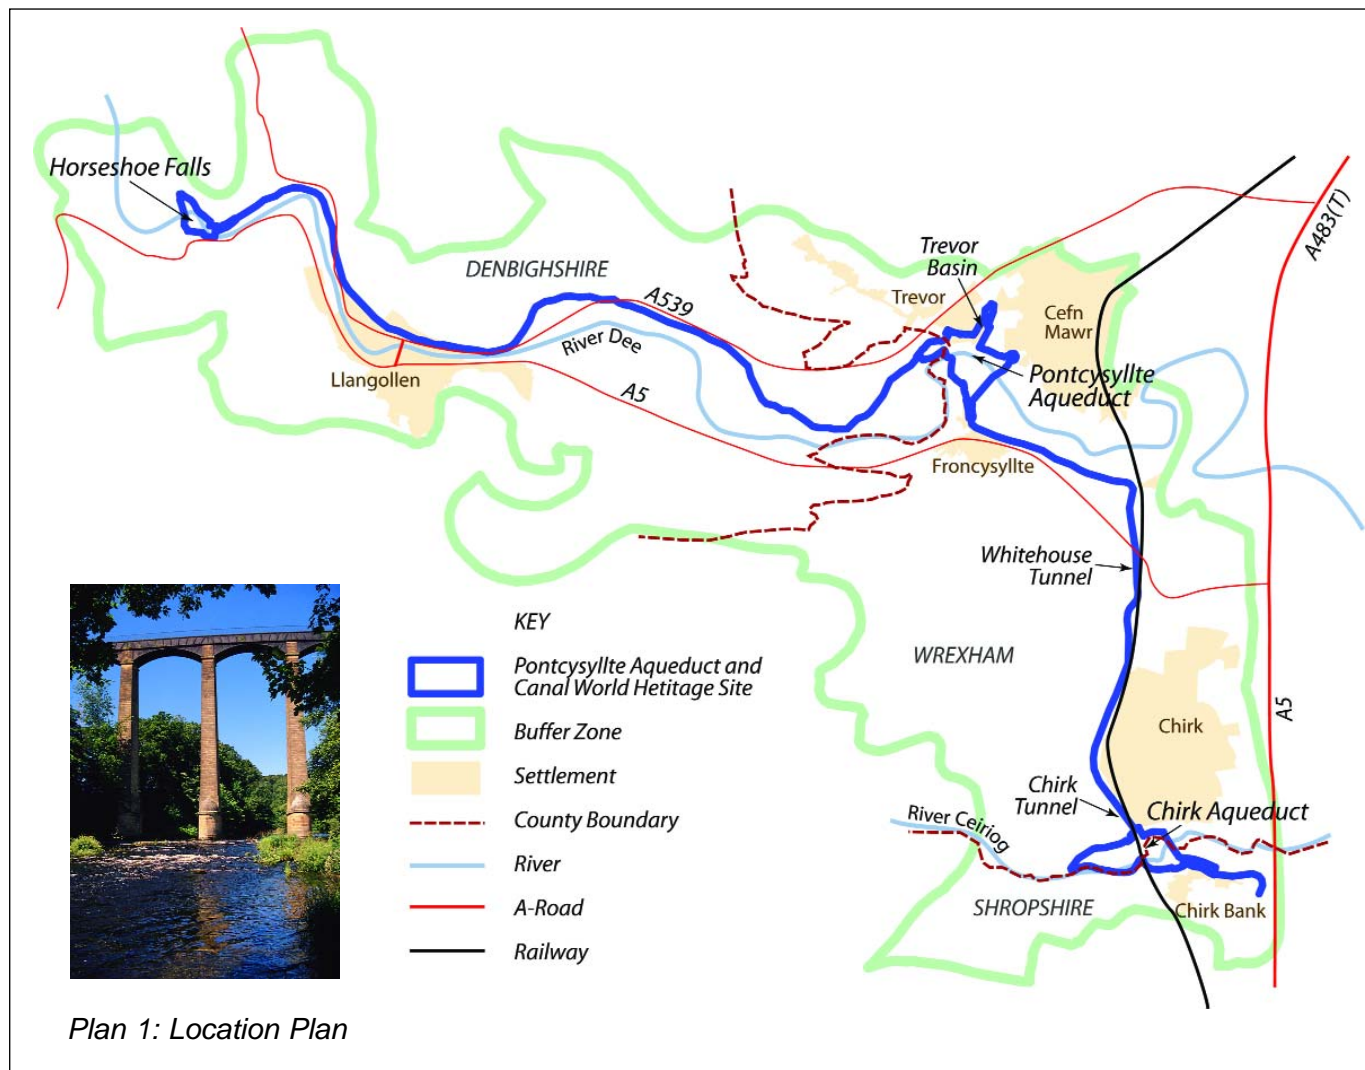 Horseshoe Falls
DENBIGHSHIRE
A539
River Dee
A5
Llangollen
Trevor
Basin
Trevor
Cefn
Mawr
Pontcysyllte
Aqueduct
Froncysyllte
A483(T)
Whitehouse
Tunnel
WREXHAM
Chirk
A5
Chirk
Tunnel
Chirk Aqueduct
River Ceiriog
SHROPSHIRE
Chirk Bank
KEY
Pontcysyllte Aqueduct and
Canal World Hetitage Site
Buffer Zone
Settlement
County Boundary
River
A-Road
Railway
Plan 1: Location Plan